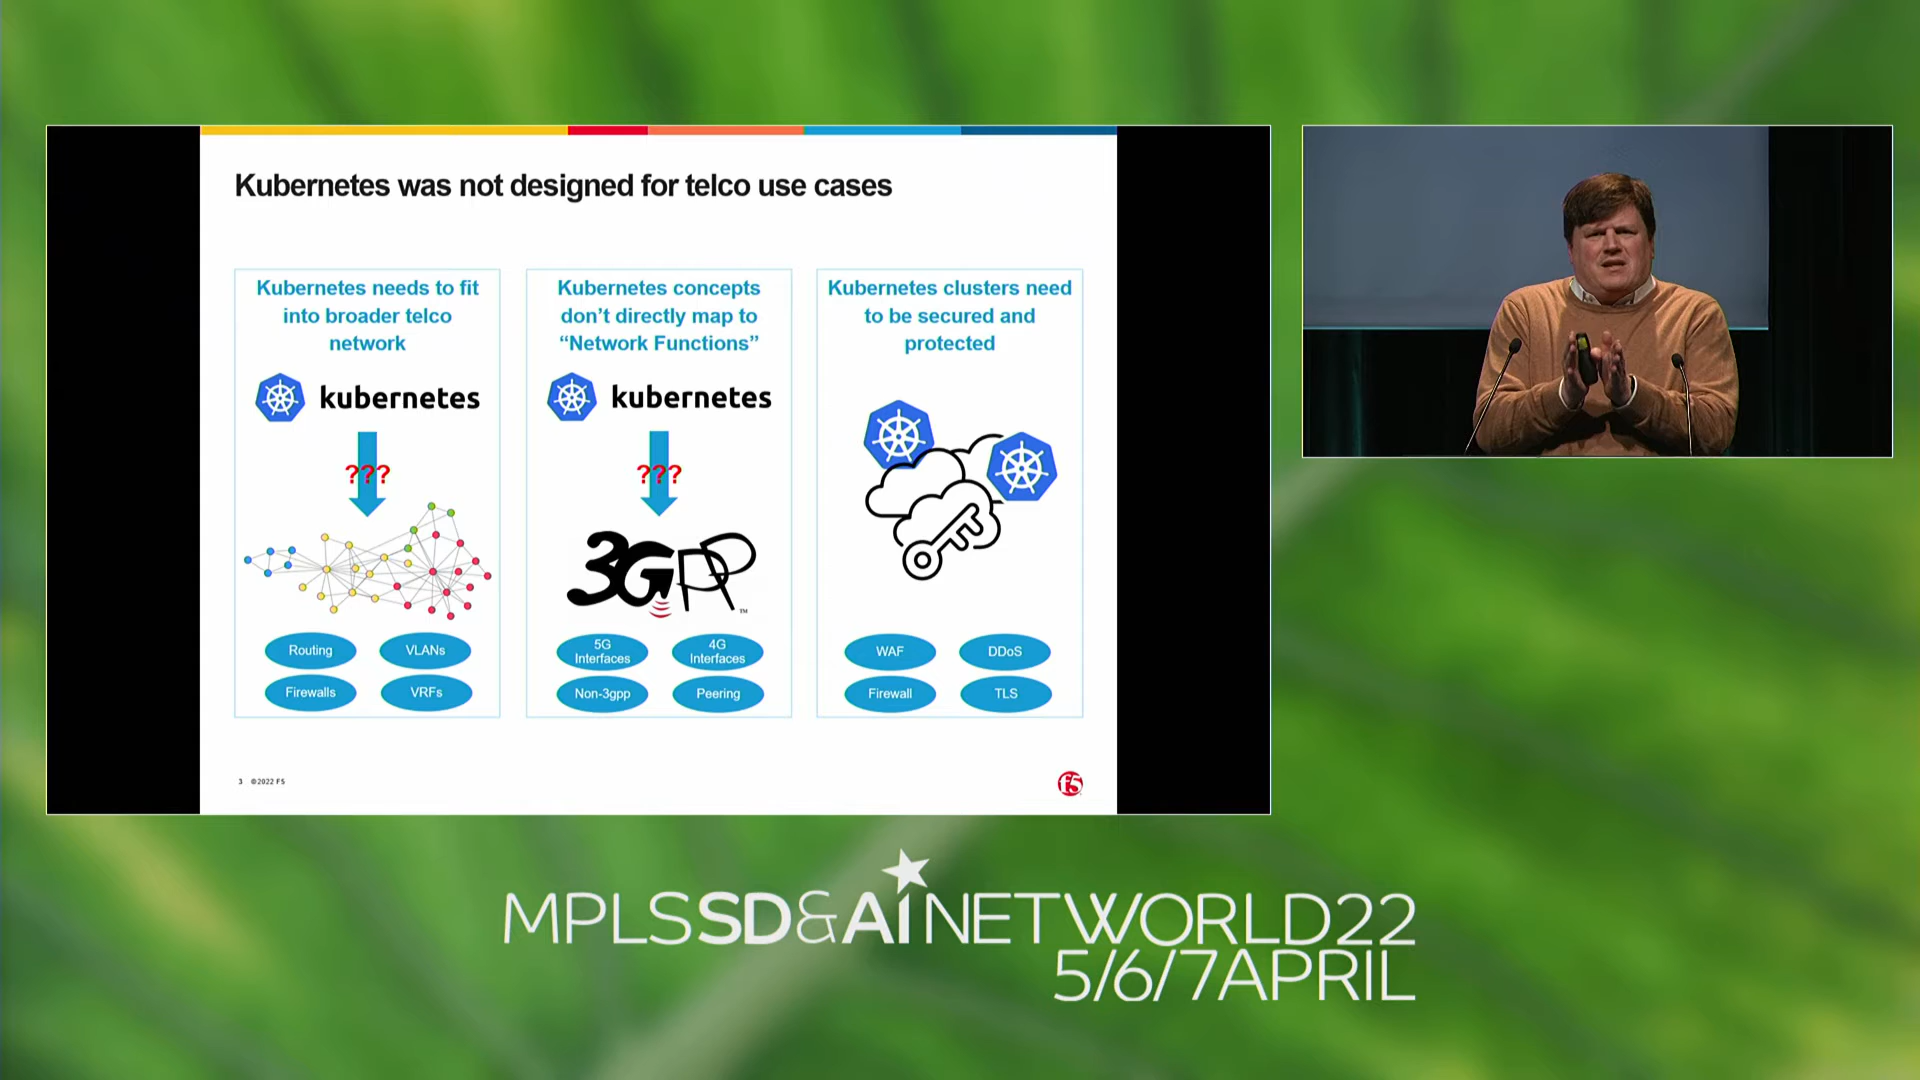 Kubernetes was not designed for telco use cases
Kubernetes needs to fit
into broader telco
network
kubernetes
???
Routing
VLANs
Firewalls
VRFs
Kubernetes concepts
don't directly map to
“Network Functions”
kubernetes
???
3GPP
™
5G
Interfaces
4G
Interfaces
Non-3gpp
Peering
Kubernetes clusters need
to be secured and
protected
WAF
DDoS
Firewall
TLS
3 ©2022 F5
f5
MPLSSD&AINETWORLD22
5/6/7APRIL